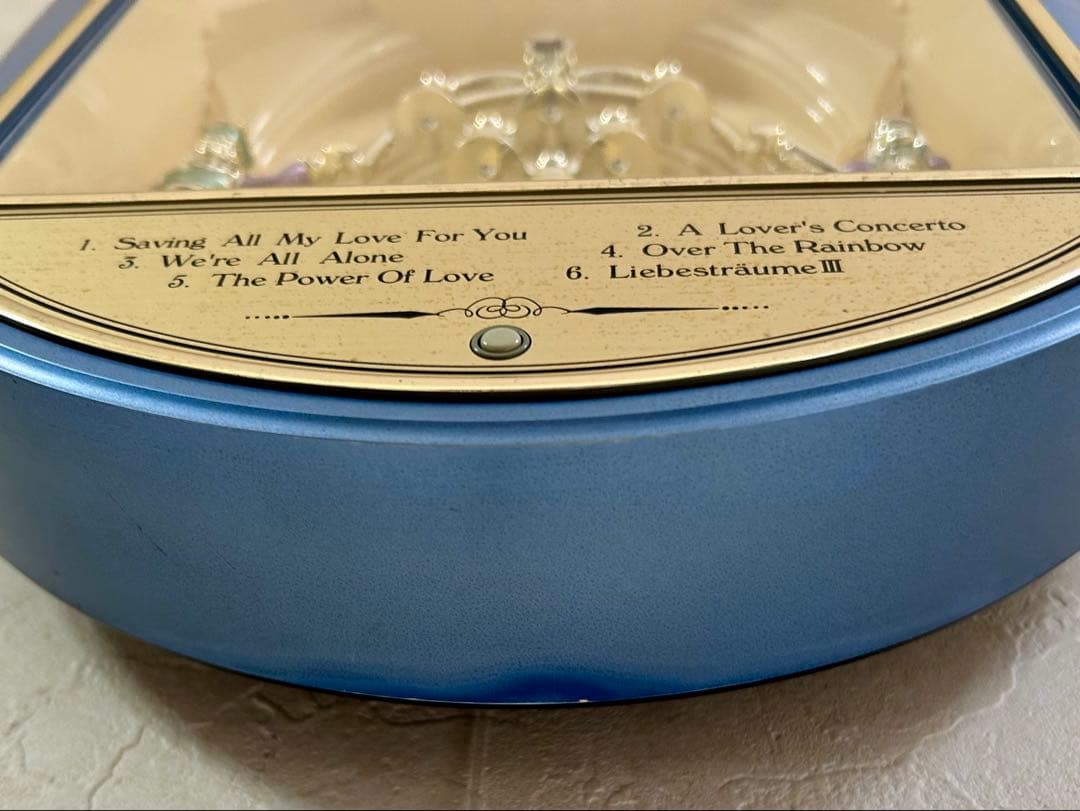 1. Saving All My Love For You
2. A Lover's Concerto
3. We're All Alone
4. Over The Rainbow
5. The Power Of Love
6. Liebesträume Ⅲ